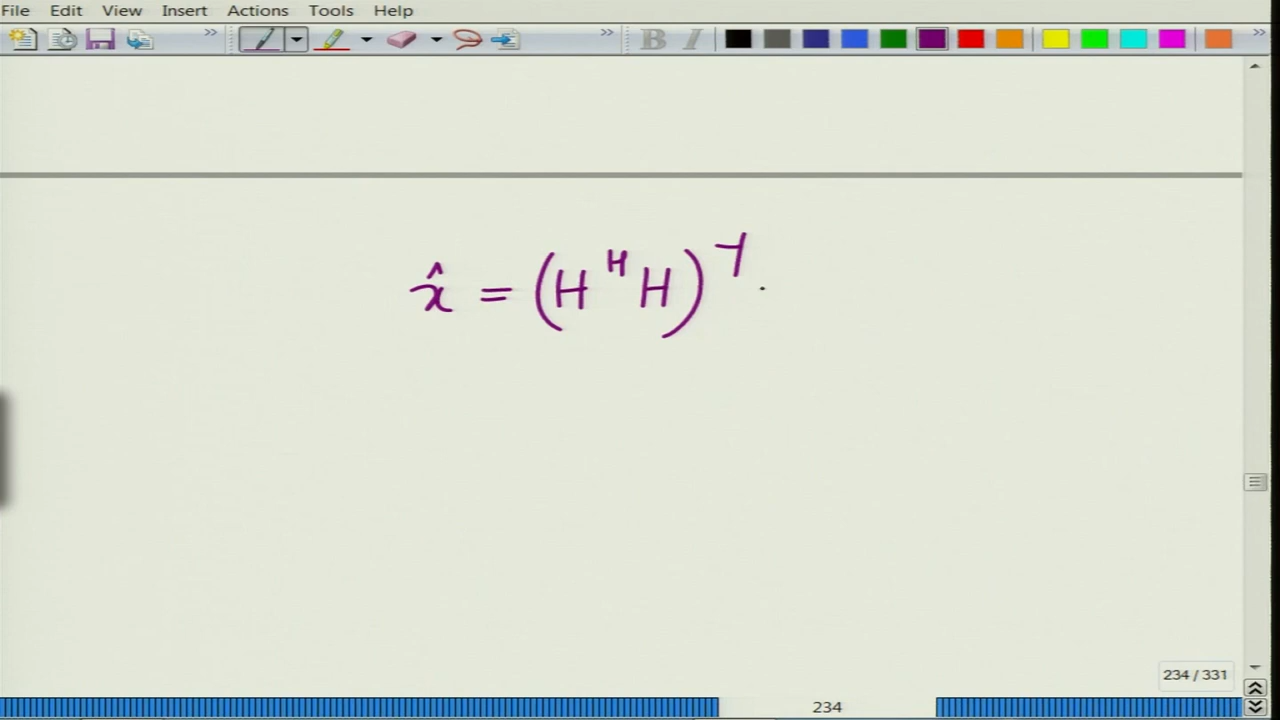 File Edit View Insert Actions Tools Help
B I
x̂ = (H^H H)^-1
234 / 331
234